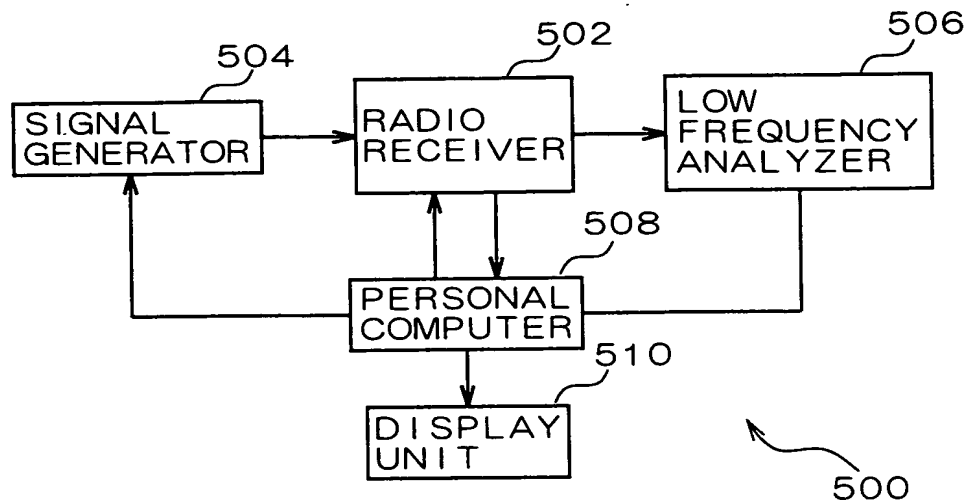 504
502
506
SIGNAL
GENERATOR
RADIO
RECEIVER
LOW
FREQUENCY
ANALYZER
508
PERSONAL
COMPUTER
510
DISPLAY
UNIT
500